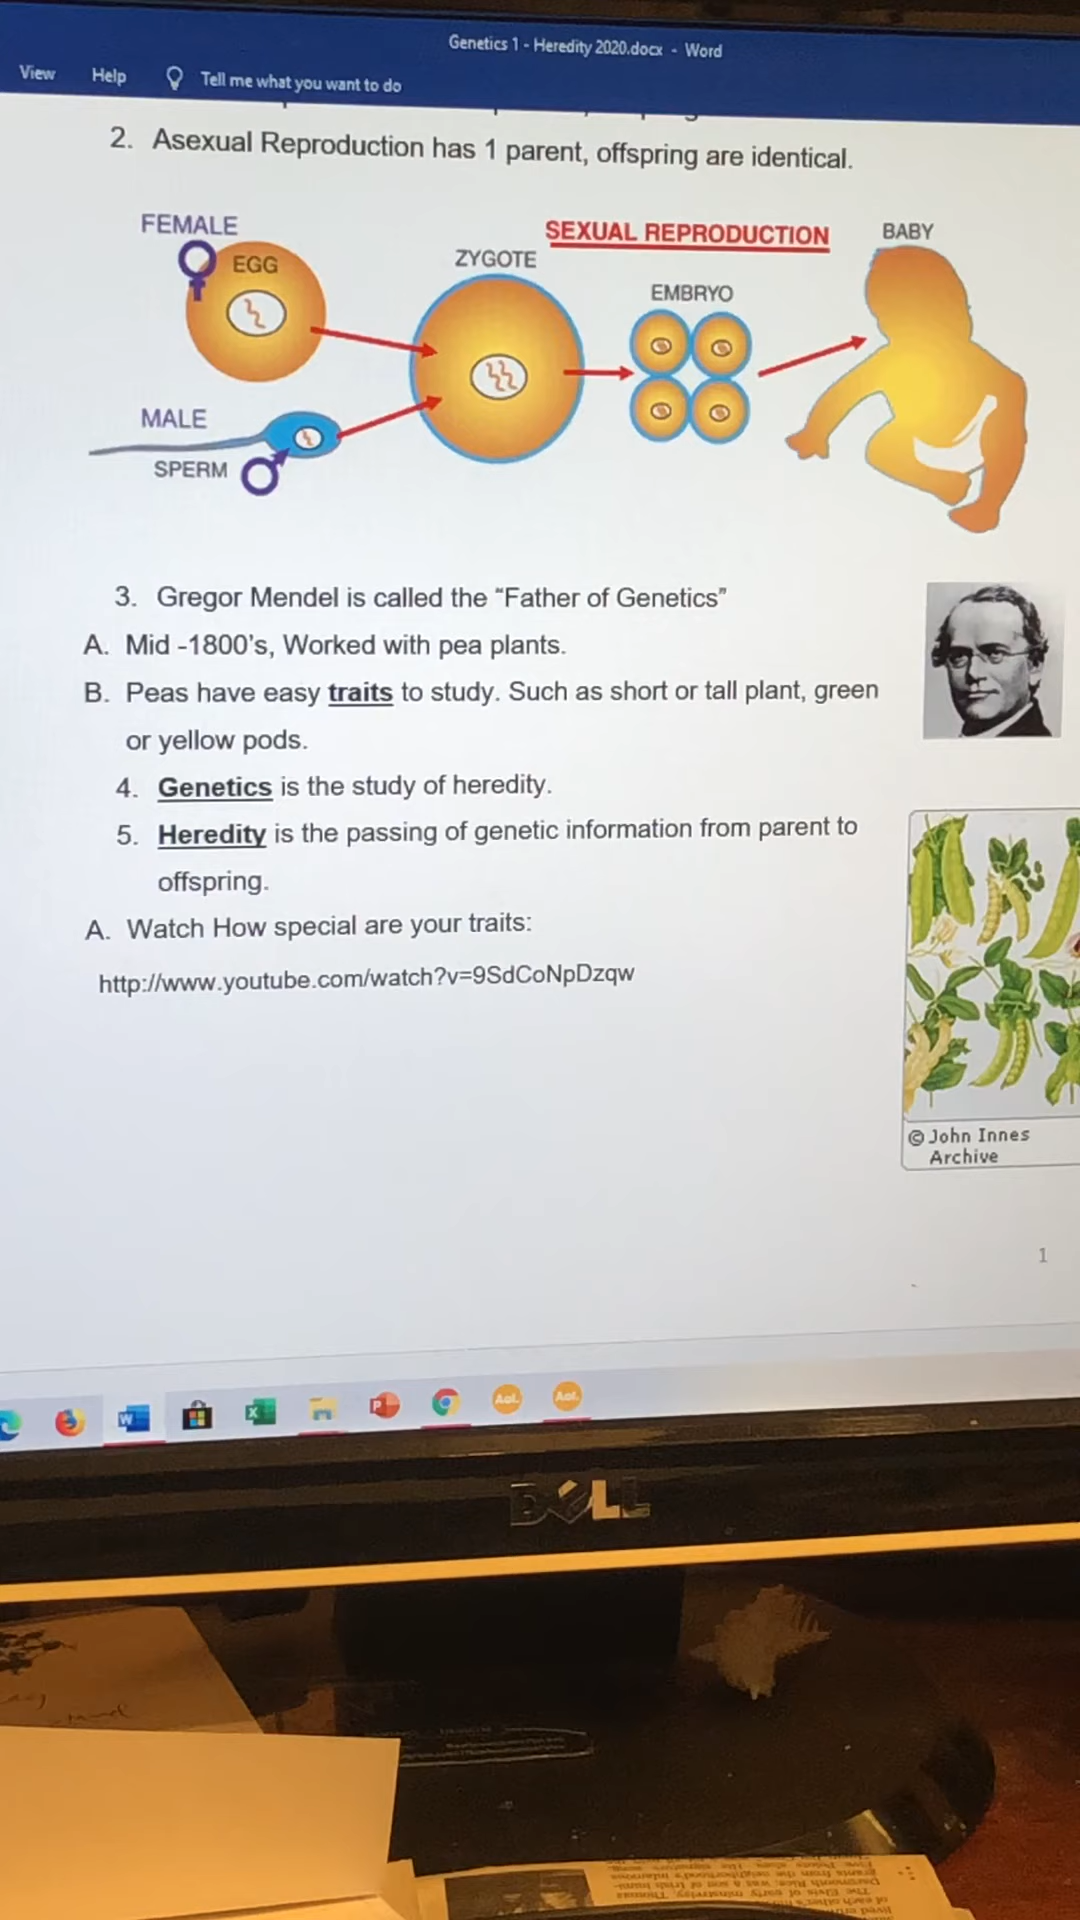 Genetics 1 - Heredity 2020.docx - Word
View Help Tell me what you want to do
2. Asexual Reproduction has 1 parent, offspring are identical.
FEMALE
EGG
SEXUAL REPRODUCTION
BABY
ZYGOTE
EMBRYO
MALE
SPERM
3. Gregor Mendel is called the “Father of Genetics”
A. Mid -1800’s, Worked with pea plants.
B. Peas have easy traits to study. Such as short or tall plant, green
or yellow pods.
4. Genetics is the study of heredity.
5. Heredity is the passing of genetic information from parent to
offspring.
A. Watch How special are your traits:
http://www.youtube.com/watch?v=9SdCoNpDzqw
© John Innes
Archive
1
W
X
P
Aol.
Aol.
DELL